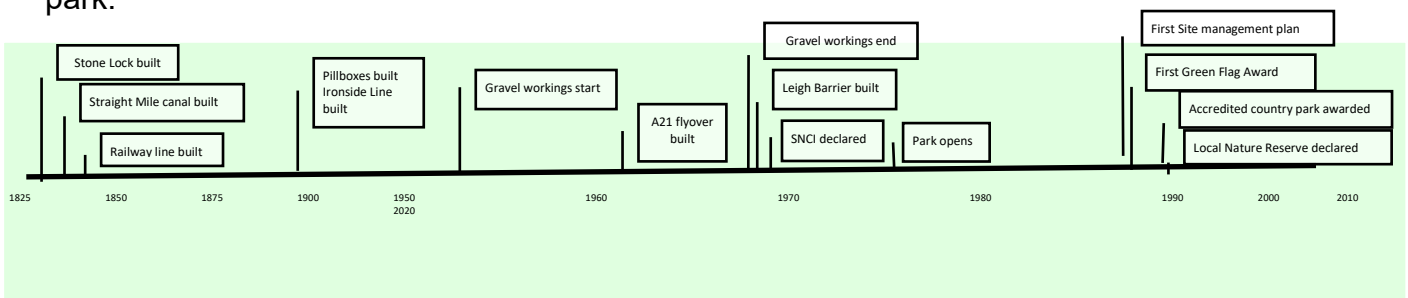 park.
Stone Lock built
Straight Mile canal built
Railway line built
Pillboxes built
Ironside Line
built
Gravel workings start
A21 flyover
built
Gravel workings end
Leigh Barrier built
SNCI declared
Park opens
First Site management plan
First Green Flag Award
Accredited country park awarded
Local Nature Reserve declared
1825 1850 1875 1900 1950 1960 1970 1980 1990 2000 2010
2020